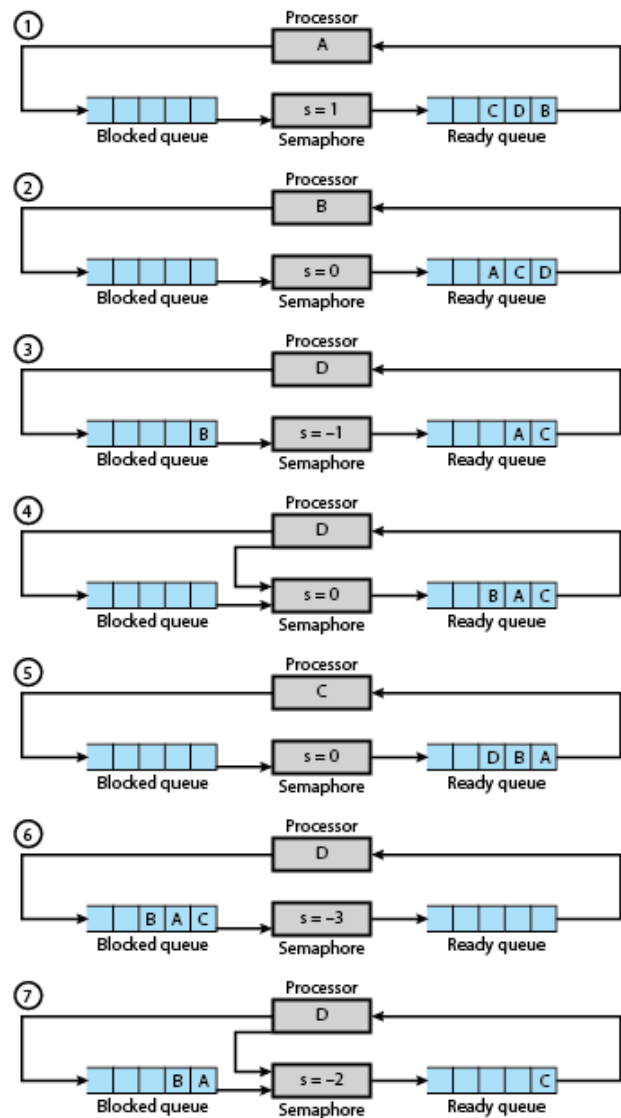 1
Processor
A
s = 1
C D B
Blocked queue
Semaphore
Ready queue
2
Processor
B
s = 0
A C D
Blocked queue
Semaphore
Ready queue
3
Processor
D
B
s = –1
A C
Blocked queue
Semaphore
Ready queue
4
Processor
D
s = 0
B A C
Blocked queue
Semaphore
Ready queue
5
Processor
C
s = 0
D B A
Blocked queue
Semaphore
Ready queue
6
Processor
D
B A C
s = –3
Blocked queue
Semaphore
Ready queue
7
Processor
D
B A
s = –2
C
Blocked queue
Semaphore
Ready queue